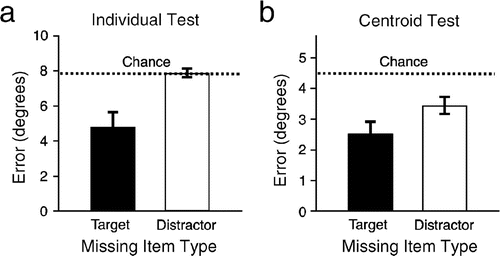 a
Individual Test
Error (degrees)
10
8
6
4
2
0
Chance
Target
Distractor
Missing Item Type
b
Centroid Test
Error (degrees)
5
4
3
2
1
0
Chance
Target
Distractor
Missing Item Type